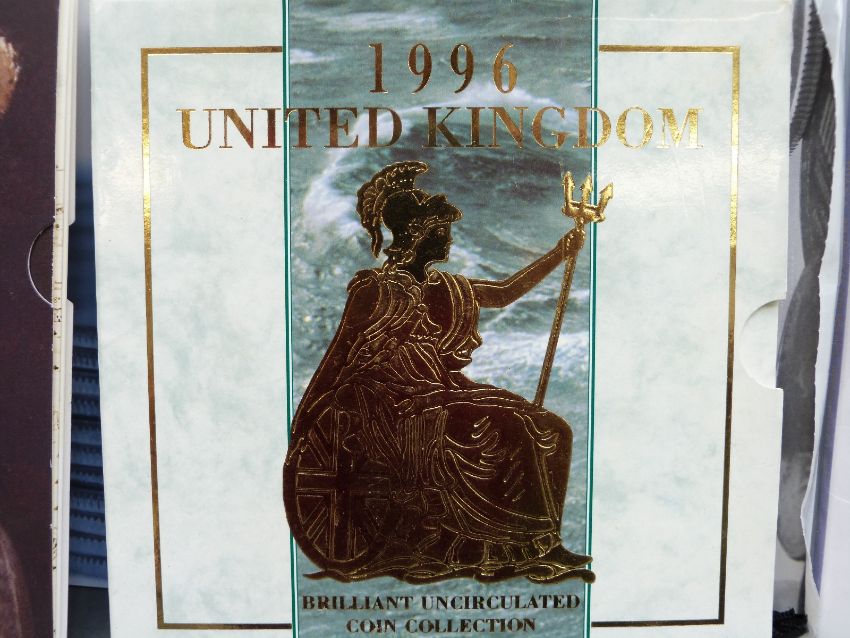 1996
UNITED KINGDOM
BRILLIANT UNCIRCULATED
COIN COLLECTION